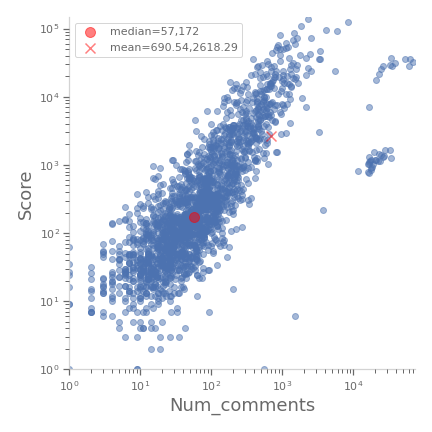 median=57,172
mean=690.54,2618.29
10⁵
10⁴
10³
10²
10¹
10⁰
Score
10⁰ 10¹ 10² 10³ 10⁴
Num_comments